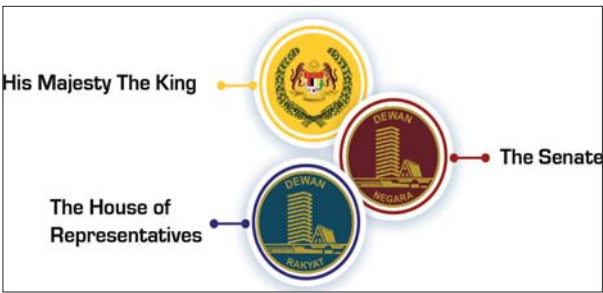 His Majesty The King
DEWAN
NEGARA
The Senate
The House of
Representatives
DEWAN
RAKYAT